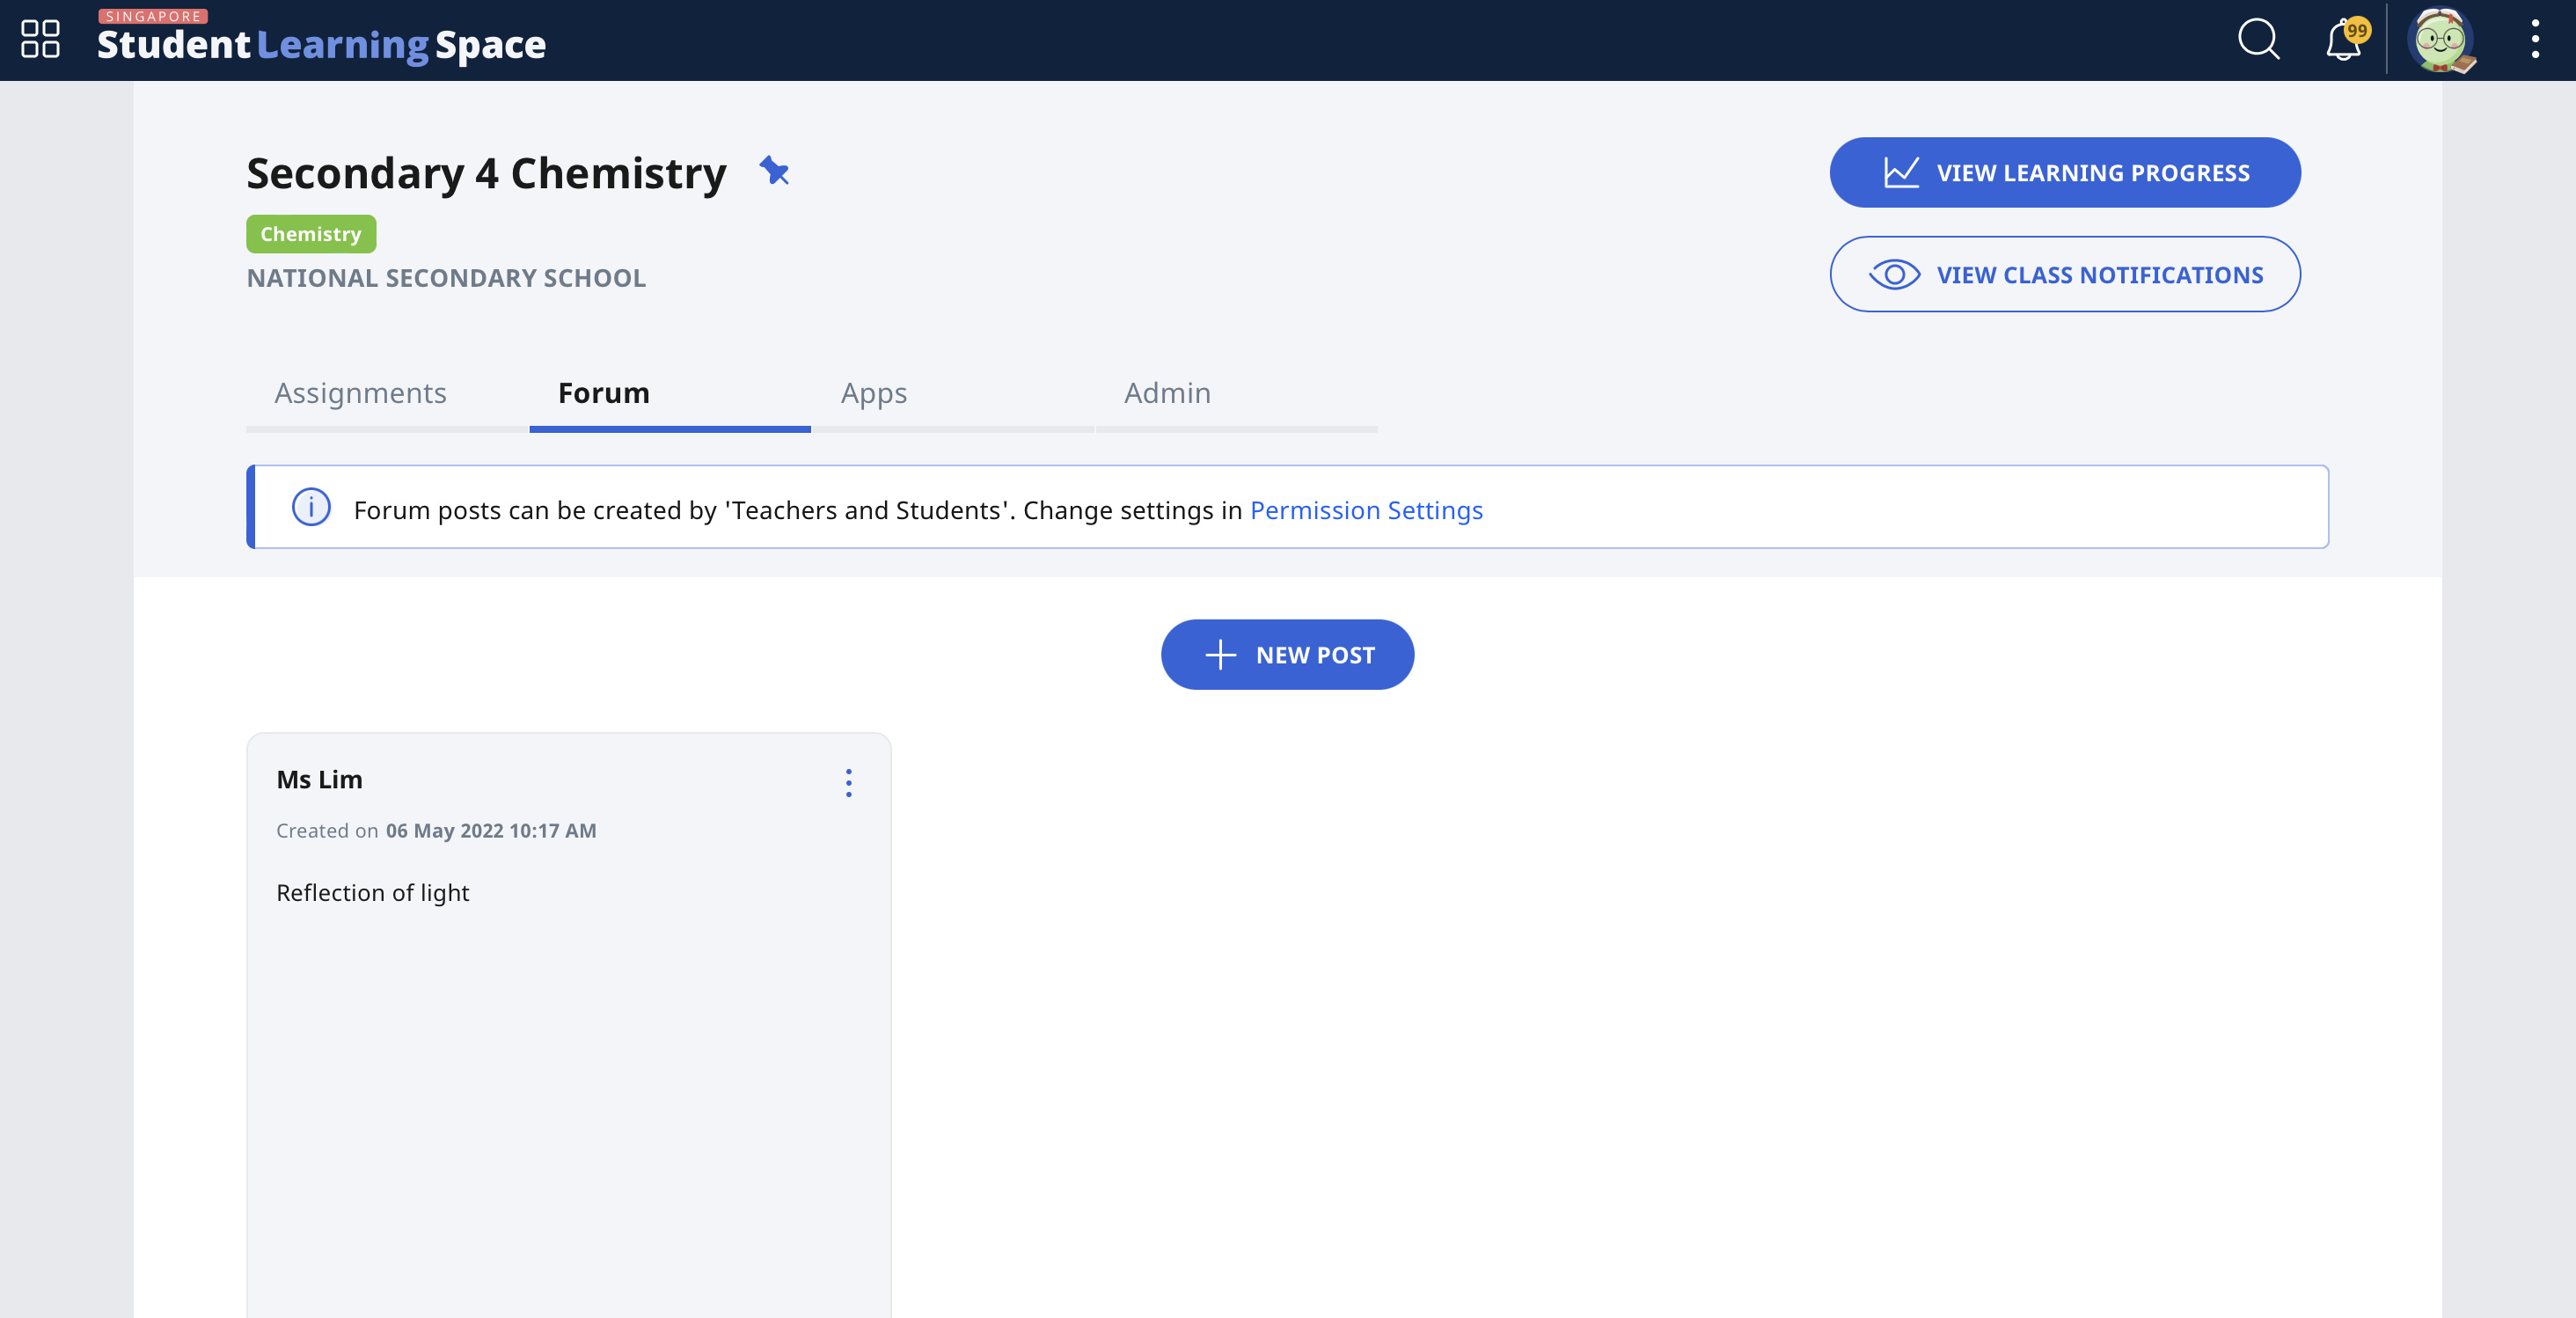 SINGAPORE
Student Learning Space
99
Secondary 4 Chemistry
VIEW LEARNING PROGRESS
Chemistry
NATIONAL SECONDARY SCHOOL
VIEW CLASS NOTIFICATIONS
Assignments Forum Apps Admin
Forum posts can be created by 'Teachers and Students'. Change settings in Permission Settings
NEW POST
Ms Lim
Created on 06 May 2022 10:17 AM
Reflection of light